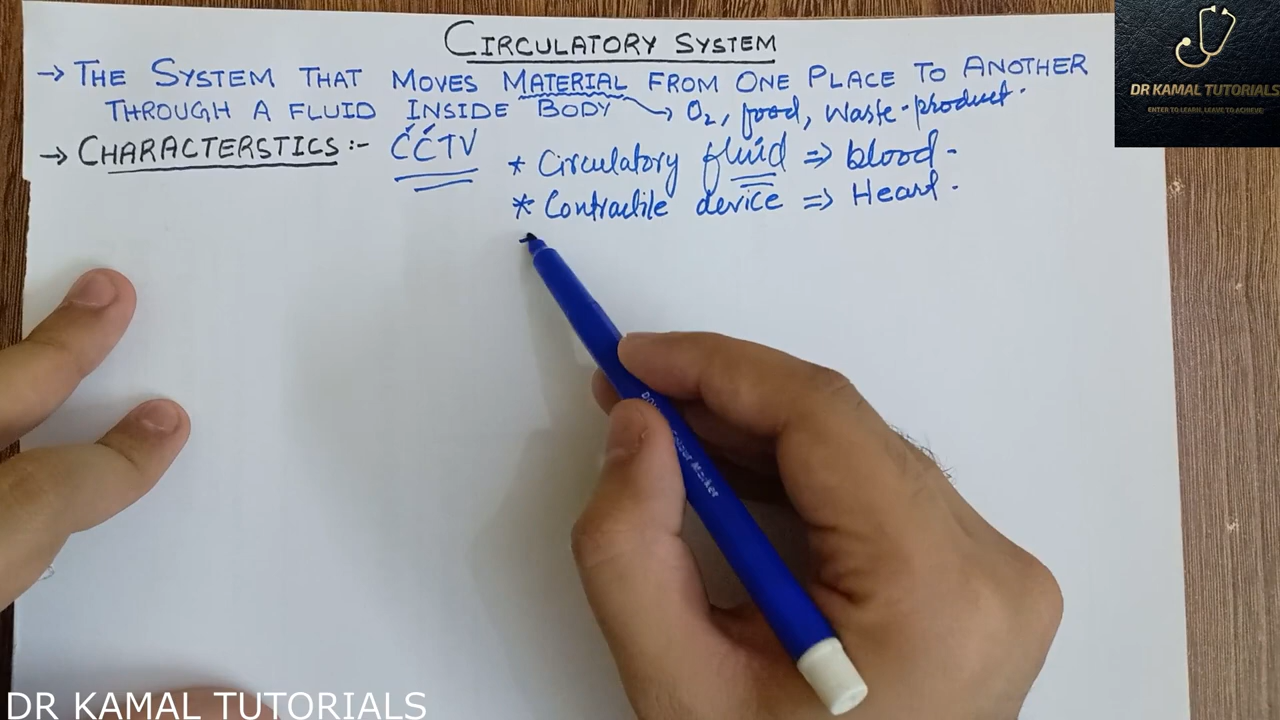 CIRCULATORY SYSTEM
→ THE SYSTEM THAT MOVES MATERIAL FROM ONE PLACE TO ANOTHER
THROUGH A FLUID INSIDE BODY → O2, food, waste-product.
→ CHARACTERSTICS :- CCTV * Circulatory fluid ⇒ blood.
* Contractile device ⇒ Heart.
DR KAMAL TUTORIALS
ENTER TO LEARN, LEAVE TO ACHIEVE
DR KAMAL TUTORIALS